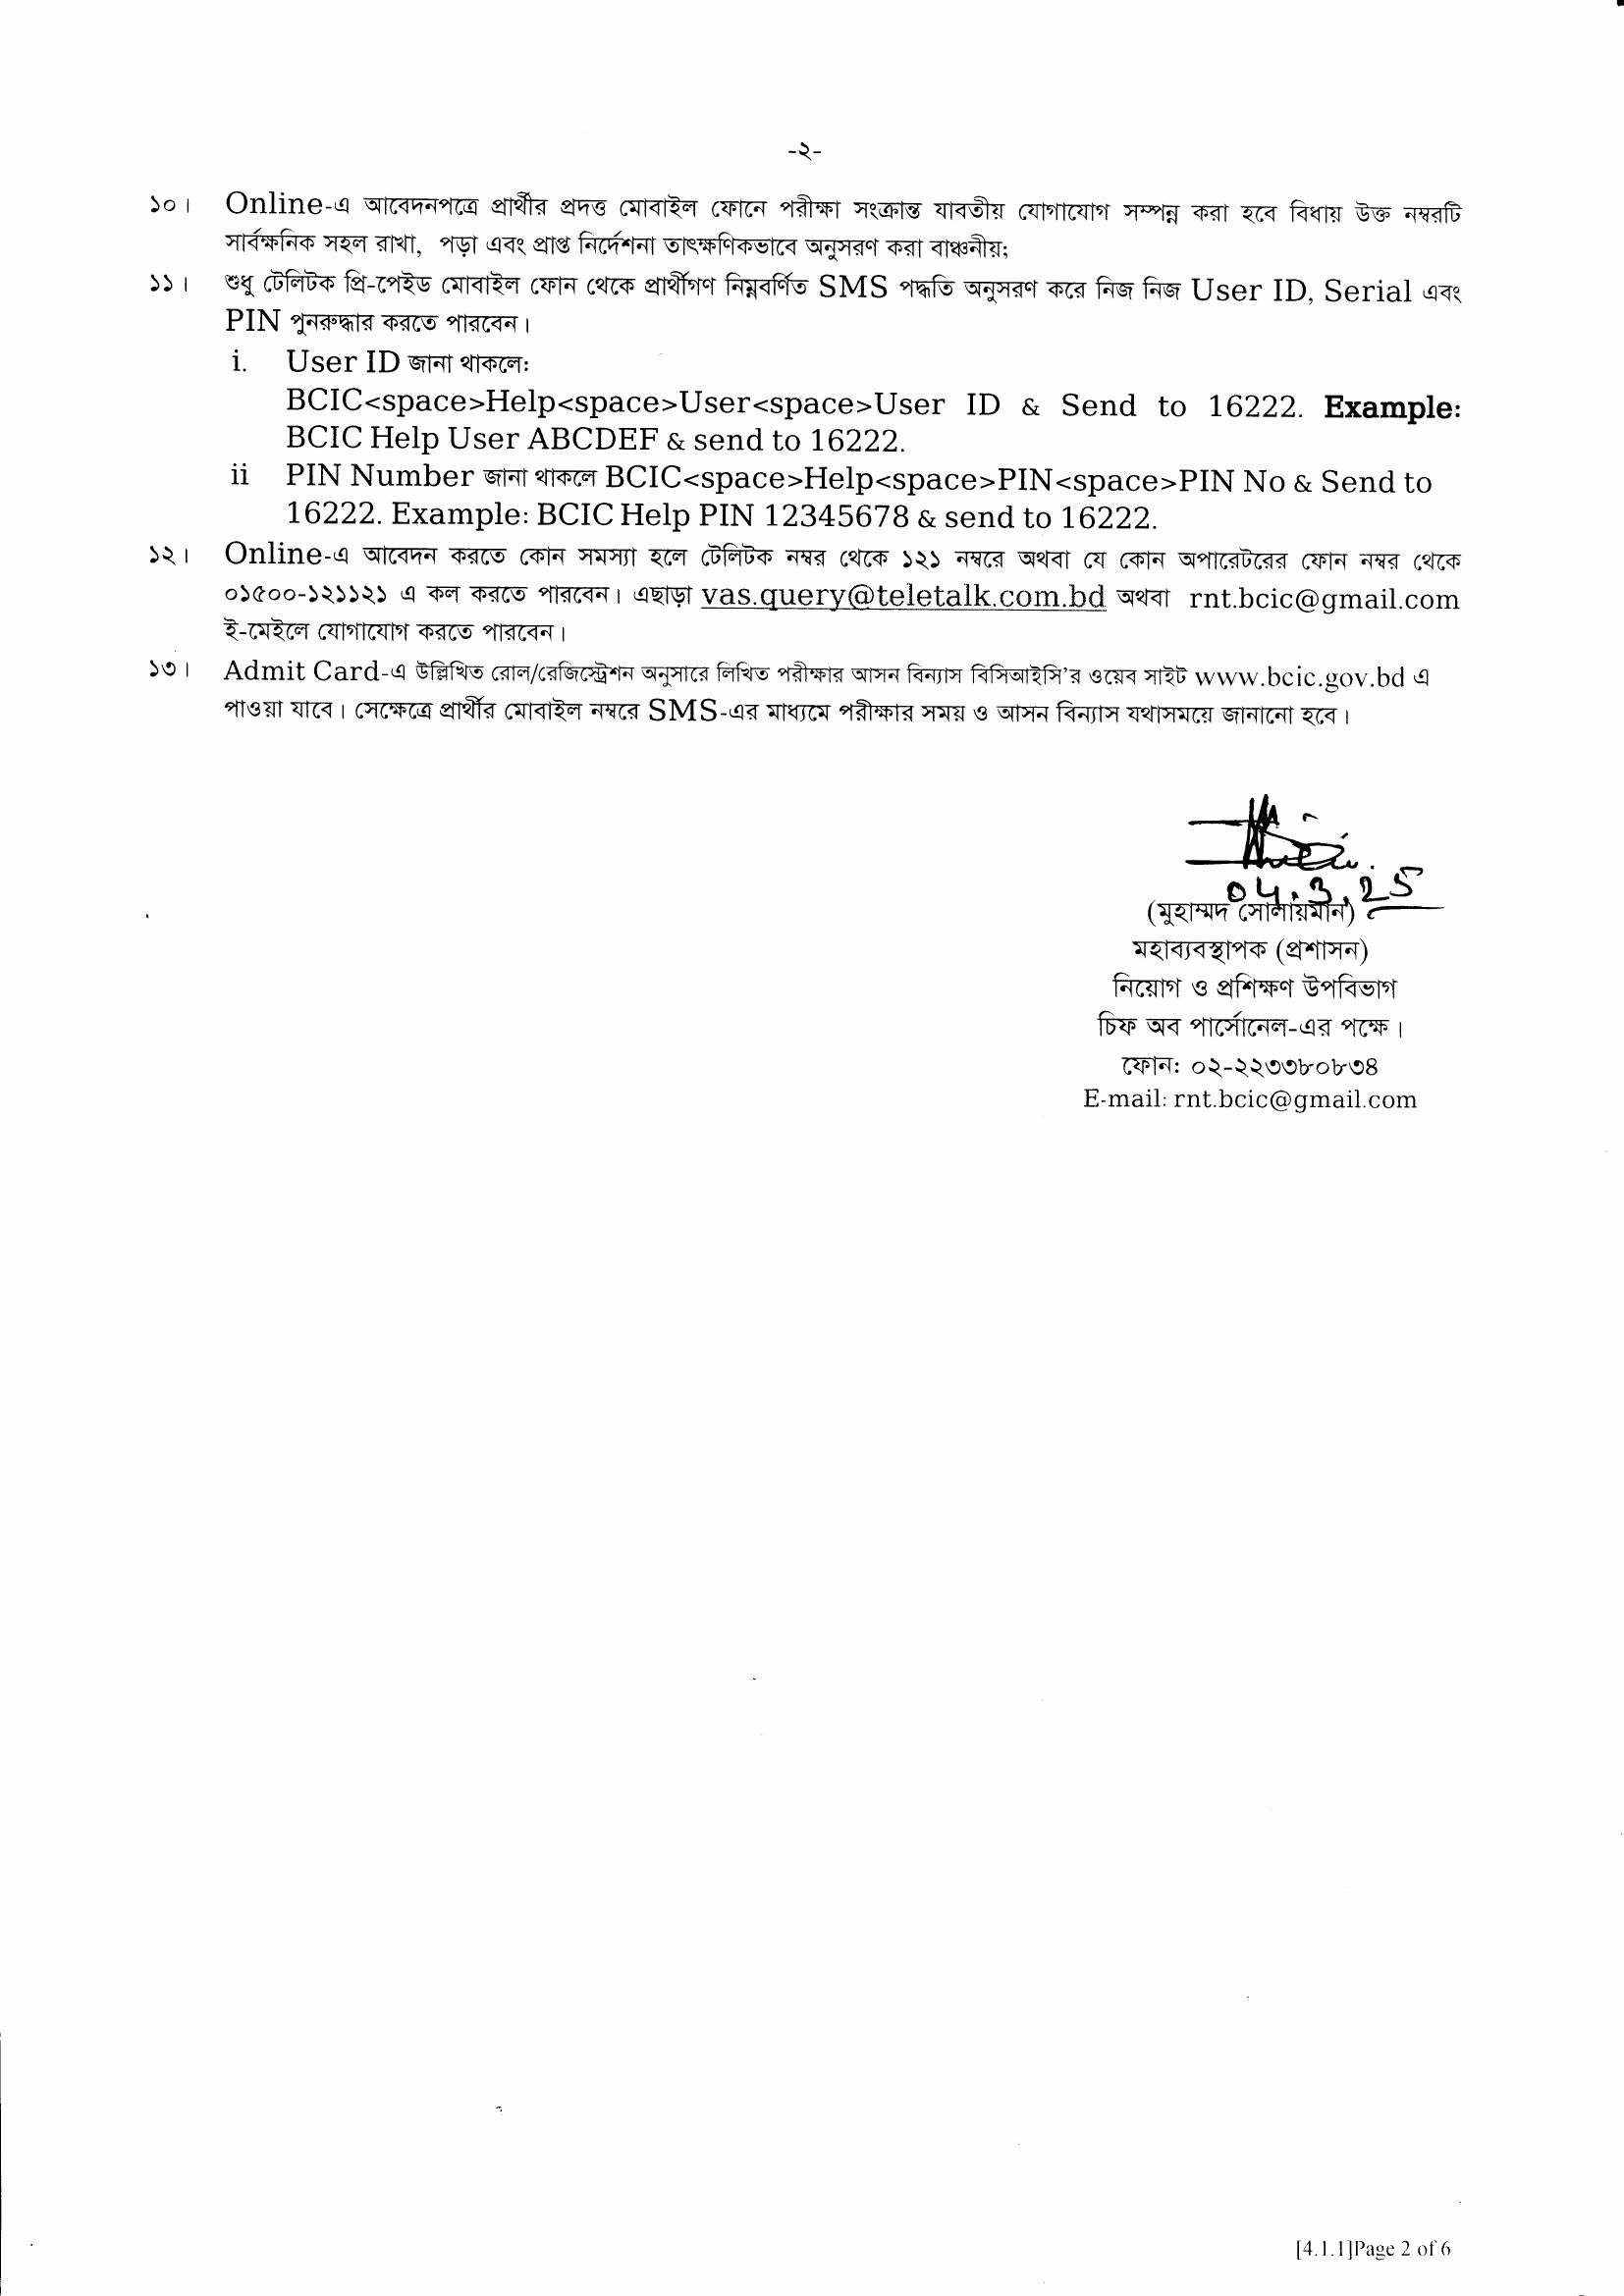 -২-
১০। Online-এ আবেদনপত্রে প্রার্থীর প্রদত্ত মোবাইল ফোনে পরীক্ষা সংক্রান্ত যাবতীয় যোগাযোগ সম্পন্ন করা হবে বিধায় উক্ত নম্বরটি
সার্বক্ষনিক সহল রাখা, পড়া এবং প্রাপ্ত নির্দেশনা তাৎক্ষণিকভাবে অনুসরণ করা বাঞ্চনীয়;
১১। শুধু টেলিটক প্রি-পেইড মোবাইল ফোন থেকে প্রার্থীগণ নিম্নবর্ণিত SMS পদ্ধতি অনুসরণ করে নিজ নিজ User ID, Serial এবং
PIN পুনরুদ্ধার করতে পারবেন।
i. User ID জানা থাকলে:
BCIC<space>Help<space>User<space>User ID & Send to 16222. Example:
BCIC Help User ABCDEF & send to 16222.
ii PIN Number জানা থাকলে BCIC<space>Help<space>PIN<space>PIN No & Send to
16222. Example: BCIC Help PIN 12345678 & send to 16222.
১২। Online-এ আবেদন করতে কোন সমস্যা হলে টেলিটক নম্বর থেকে ১২১ নম্বরে অথবা যে কোন অপারেটরের ফোন নম্বর থেকে
০১৫০০-১২১১২১ এ কল করতে পারবেন। এছাড়া vas.query@teletalk.com.bd অথবা rnt.bcic@gmail.com
ই-মেইলে যোগাযোগ করতে পারবেন।
১৩। Admit Card-এ উল্লিখিত রোল/রেজিস্ট্রেশন অনুসারে লিখিত পরীক্ষার আসন বিন্যাস বিসিআইসি'র ওয়েব সাইট www.bcic.gov.bd এ
পাওয়া যাবে। সেক্ষেত্রে প্রার্থীর মোবাইল নম্বরে SMS-এর মাধ্যমে পরীক্ষার সময় ও আসন বিন্যাস যথাসময়ে জানানো হবে।
04.3.25
(মুহাম্মদ সোলায়মান)
মহাব্যবস্থাপক (প্রশাসন)
নিয়োগ ও প্রশিক্ষণ উপবিভাগ
চিফ অব পার্সোনেল-এর পক্ষে।
ফোন: ০২-২২৩৩৮০৮৩৪
E-mail: rnt.bcic@gmail.com
[4.1.1]Page 2 of 6